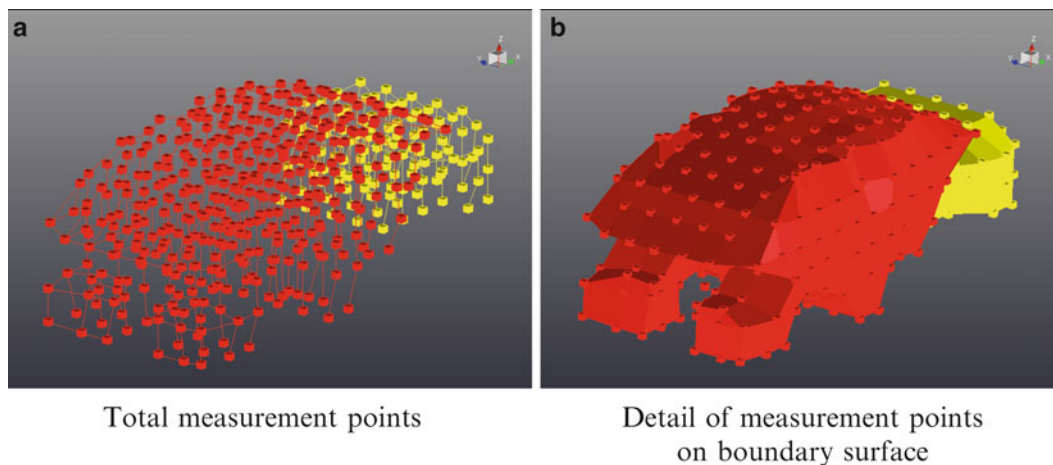 a
b
Z
Y
X
Z
Y
X
Total measurement points
Detail of measurement points
on boundary surface